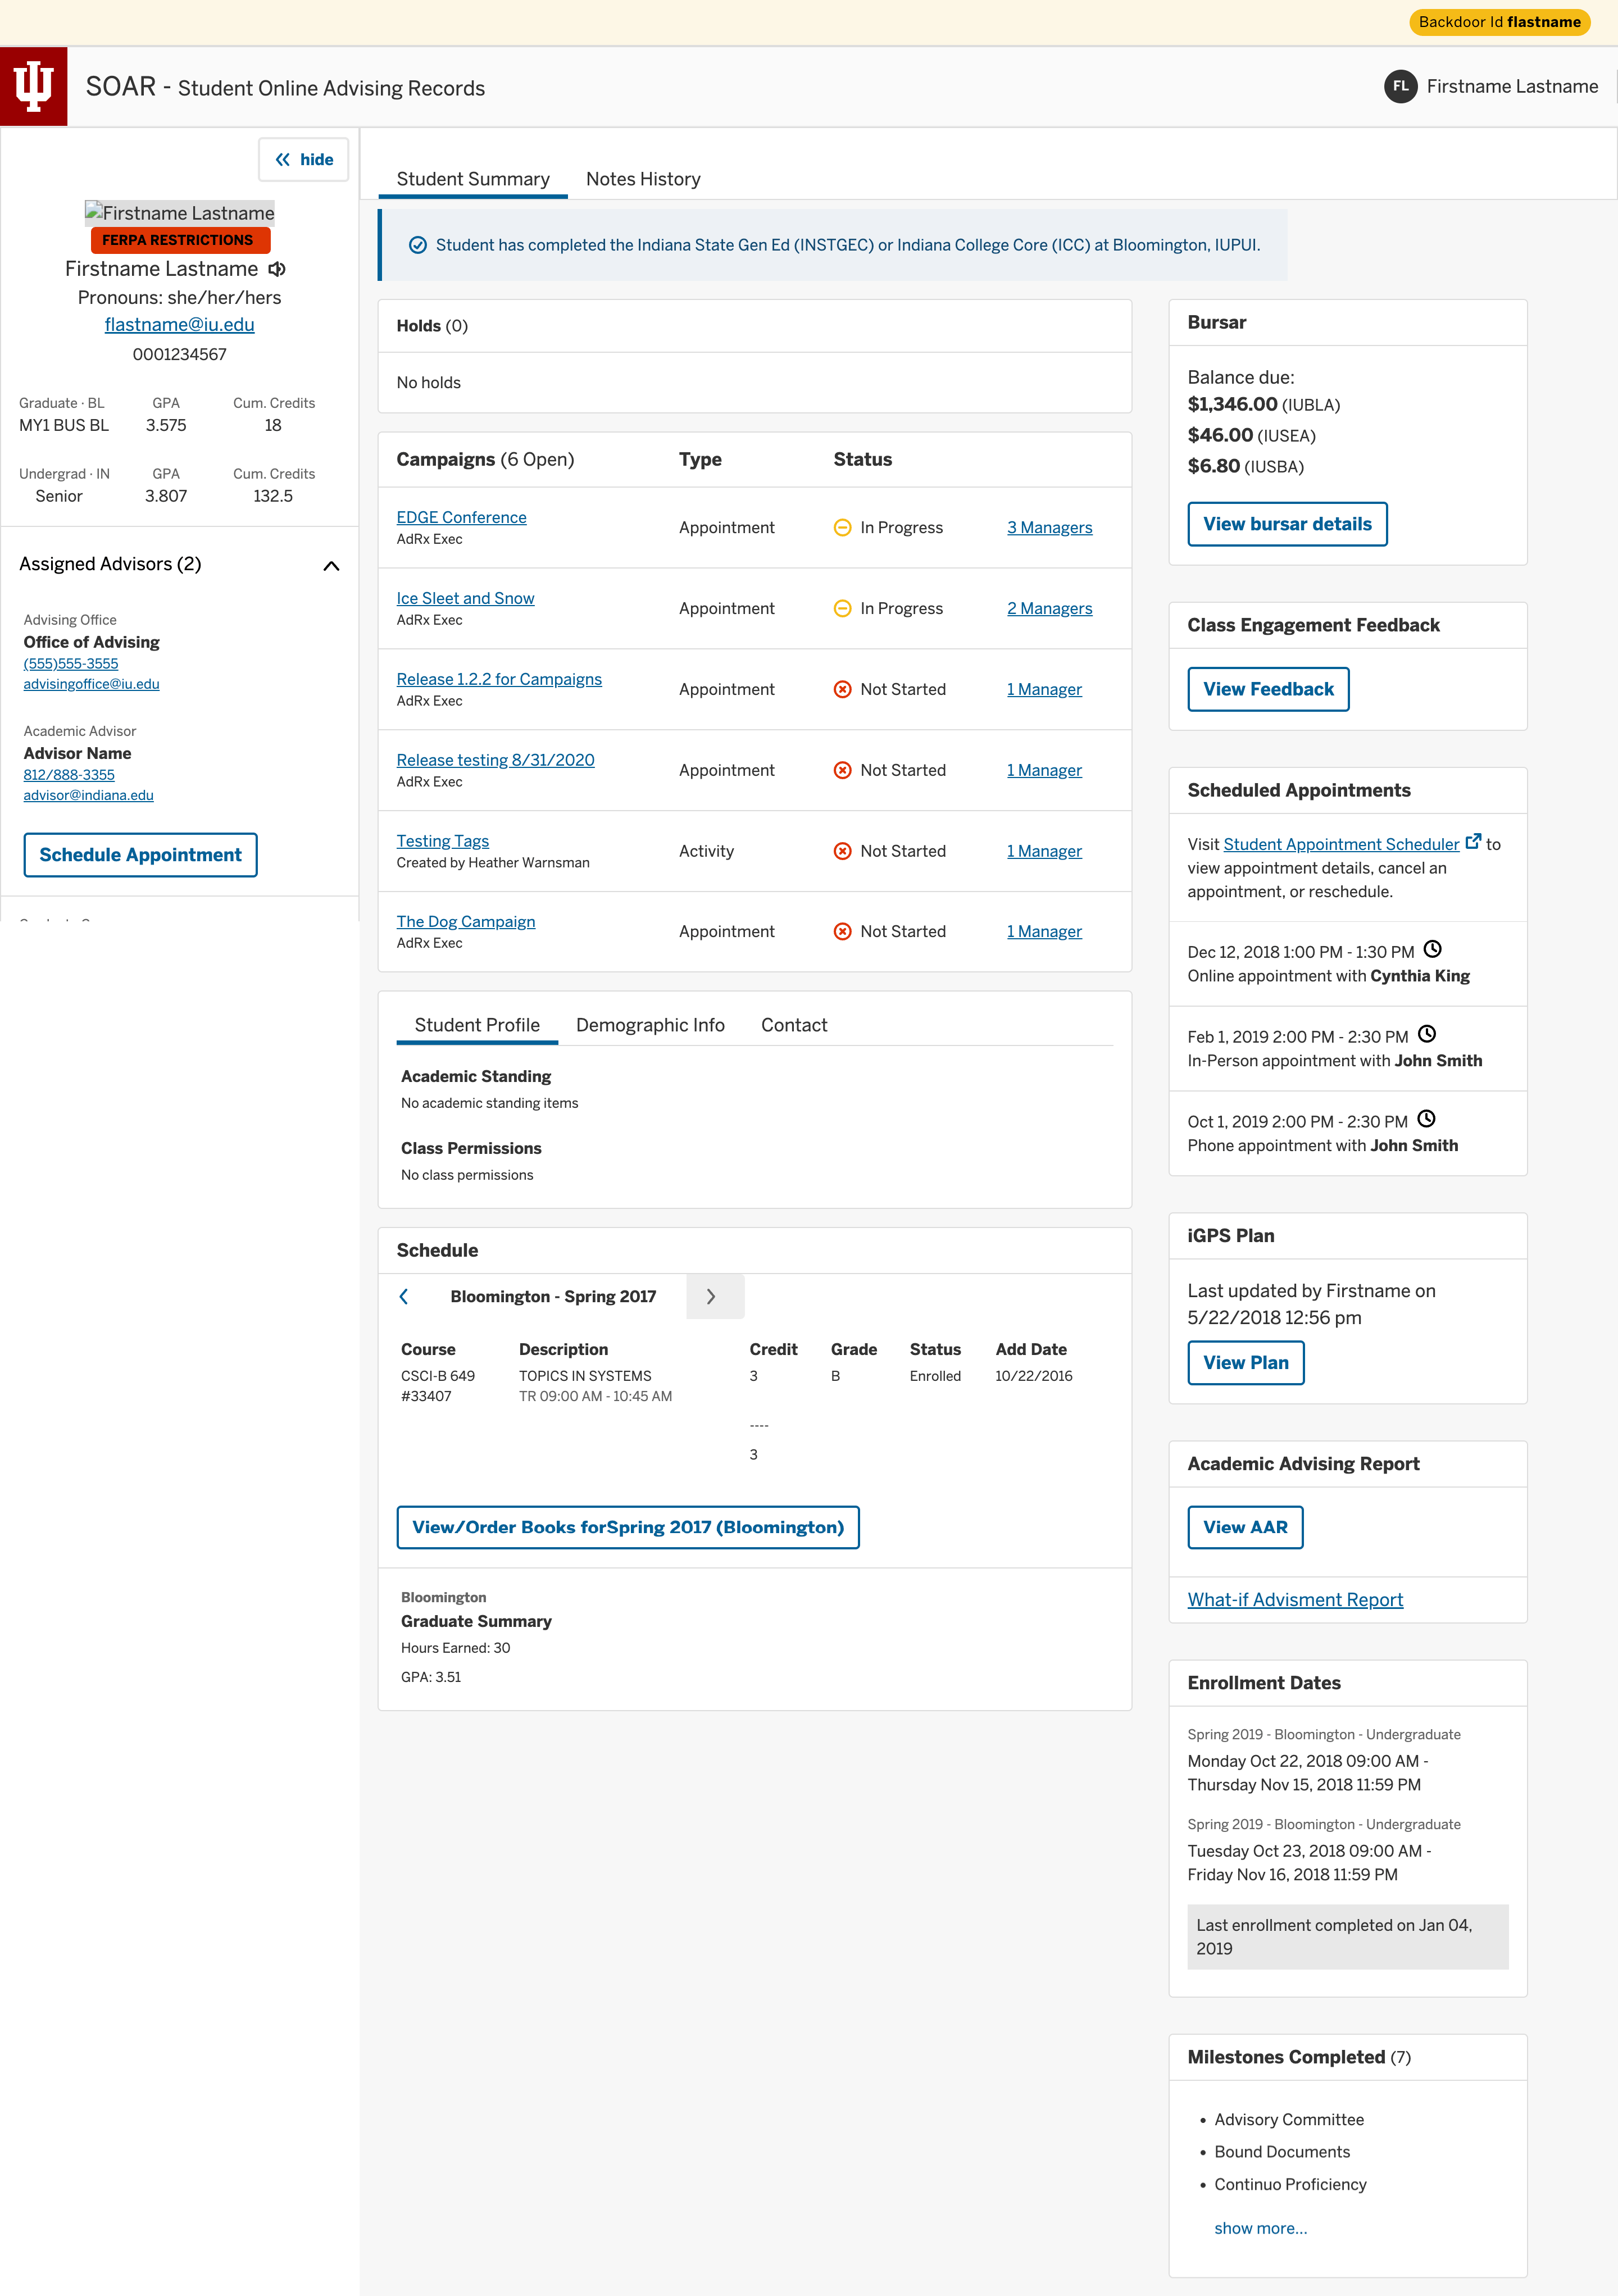 Backdoor Id flastname
SOAR - Student Online Advising Records
FL Firstname Lastname
hide
Firstname Lastname
FERPA RESTRICTIONS
Firstname Lastname
Pronouns: she/her/hers
flastname@iu.edu
0001234567
Graduate · BL GPA Cum. Credits
MY1 BUS BL 3.575 18
Undergrad · IN GPA Cum. Credits
Senior 3.807 132.5
Assigned Advisors (2)
Advising Office
Office of Advising
(555)555-3555
advisingoffice@iu.edu
Academic Advisor
Advisor Name
812/888-3355
advisor@indiana.edu
Schedule Appointment
Student Summary Notes History
Student has completed the Indiana State Gen Ed (INSTGEC) or Indiana College Core (ICC) at Bloomington, IUPUI.
Holds (0)
No holds
Campaigns (6 Open) Type Status
EDGE Conference
AdRx Exec
Appointment In Progress 3 Managers
Ice Sleet and Snow
AdRx Exec
Appointment In Progress 2 Managers
Release 1.2.2 for Campaigns
AdRx Exec
Appointment Not Started 1 Manager
Release testing 8/31/2020
AdRx Exec
Appointment Not Started 1 Manager
Testing Tags
Created by Heather Warnsman
Activity Not Started 1 Manager
The Dog Campaign
AdRx Exec
Appointment Not Started 1 Manager
Student Profile Demographic Info Contact
Academic Standing
No academic standing items
Class Permissions
No class permissions
Schedule
Bloomington - Spring 2017
Course Description Credit Grade Status Add Date
CSCI-B 649 TOPICS IN SYSTEMS 3 B Enrolled 10/22/2016
#33407 TR 09:00 AM - 10:45 AM
----
3
View/Order Books forSpring 2017 (Bloomington)
Bloomington
Graduate Summary
Hours Earned: 30
GPA: 3.51
Bursar
Balance due:
$1,346.00 (IUBLA)
$46.00 (IUSEA)
$6.80 (IUSBA)
View bursar details
Class Engagement Feedback
View Feedback
Scheduled Appointments
Visit Student Appointment Scheduler to
view appointment details, cancel an
appointment, or reschedule.
Dec 12, 2018 1:00 PM - 1:30 PM
Online appointment with Cynthia King
Feb 1, 2019 2:00 PM - 2:30 PM
In-Person appointment with John Smith
Oct 1, 2019 2:00 PM - 2:30 PM
Phone appointment with John Smith
iGPS Plan
Last updated by Firstname on
5/22/2018 12:56 pm
View Plan
Academic Advising Report
View AAR
What-if Advisment Report
Enrollment Dates
Spring 2019 - Bloomington - Undergraduate
Monday Oct 22, 2018 09:00 AM -
Thursday Nov 15, 2018 11:59 PM
Spring 2019 - Bloomington - Undergraduate
Tuesday Oct 23, 2018 09:00 AM -
Friday Nov 16, 2018 11:59 PM
Last enrollment completed on Jan 04,
2019
Milestones Completed (7)
• Advisory Committee
• Bound Documents
• Continuo Proficiency
show more...